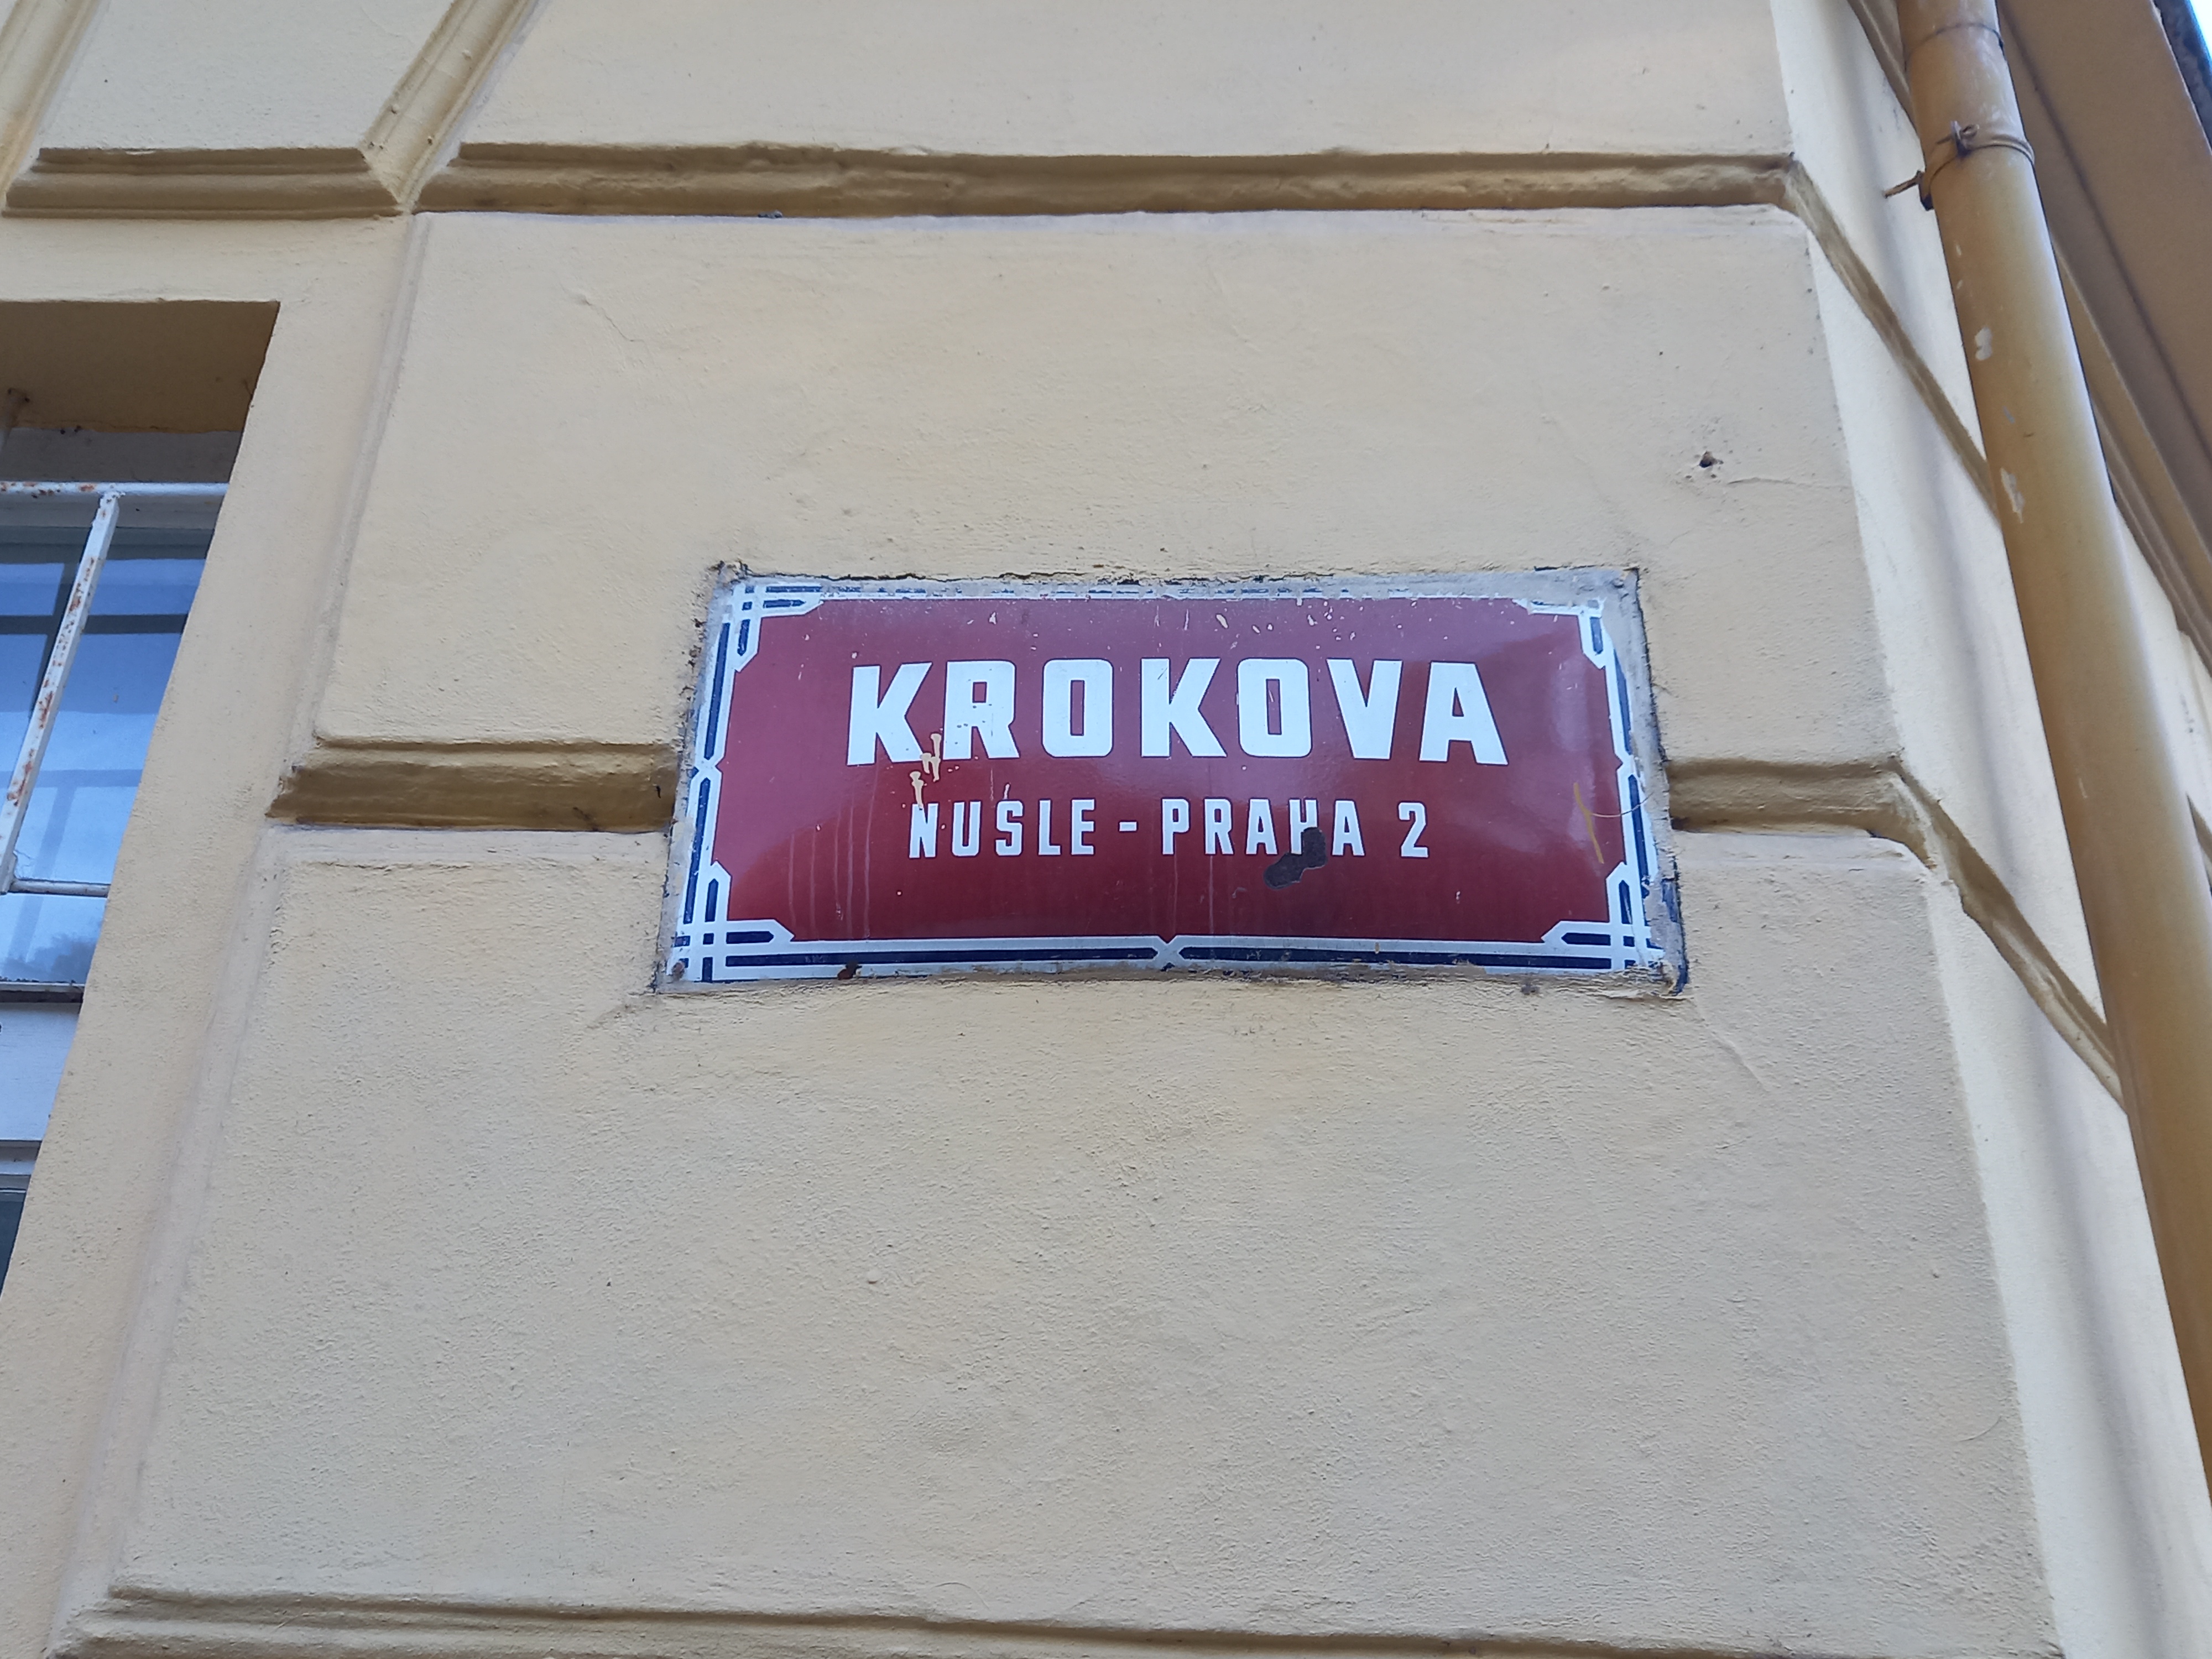 KROKOVA
NUSLE - PRAHA 2